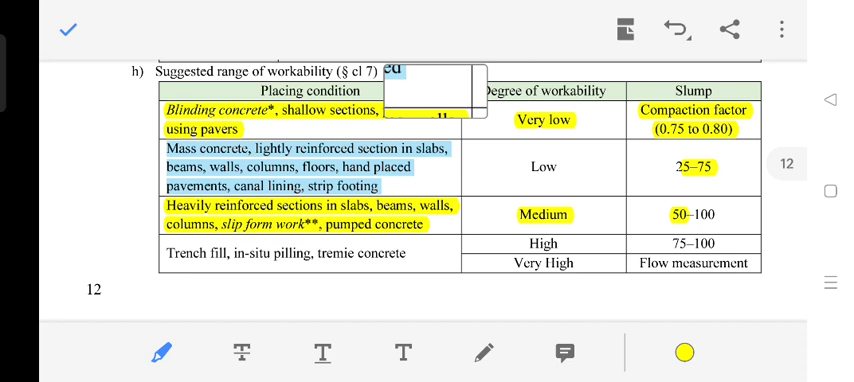 h) Suggested range of workability (§ cl 7)
ed
Placing condition
Degree of workability
Slump
Blinding concrete*, shallow sections,
using pavers
Very low
Compaction factor
(0.75 to 0.80)
Mass concrete, lightly reinforced section in slabs,
beams, walls, columns, floors, hand placed
pavements, canal lining, strip footing
Low
25–75
12
Heavily reinforced sections in slabs, beams, walls,
columns, slip form work**, pumped concrete
Medium
50–100
Trench fill, in-situ pilling, tremie concrete
High
75–100
Very High
Flow measurement
12